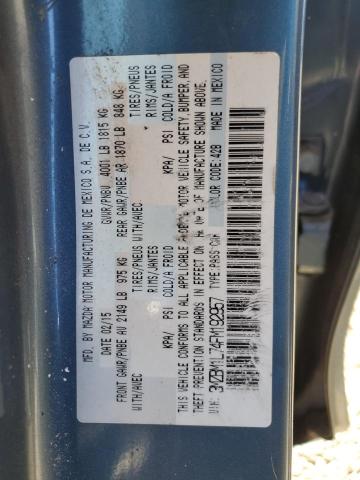 MFD. BY MAZDA MOTOR MANUFACTURING DE MEXICO S.A. DE C.V.
DATE 02/15 GVWR/PNBV 4001 LB 1815 KG
FRONT GAWR/PNBE AV 2149 LB 975 KG REAR GAWR/PNBE AR 1870 LB 848 KG
WITH/AVEC TIRES/PNEUS WITH/AVEC TIRES/PNEUS
RIMS/JANTES RIMS/JANTES
KPA/ PSI COLD/A FROID KPA/ PSI COLD/A FROID
THIS VEHICLE CONFORMS TO ALL APPLICABLE MOTOR VEHICLE SAFETY, BUMPER, AND
THEFT PREVENTION STANDARDS IN EFFECT ON OF MANUFACTURE SHOWN ABOVE.
3MZBM1L74FM192957 TYPE: PASS CAR COLOR CODE: 42B MADE IN MEXICO